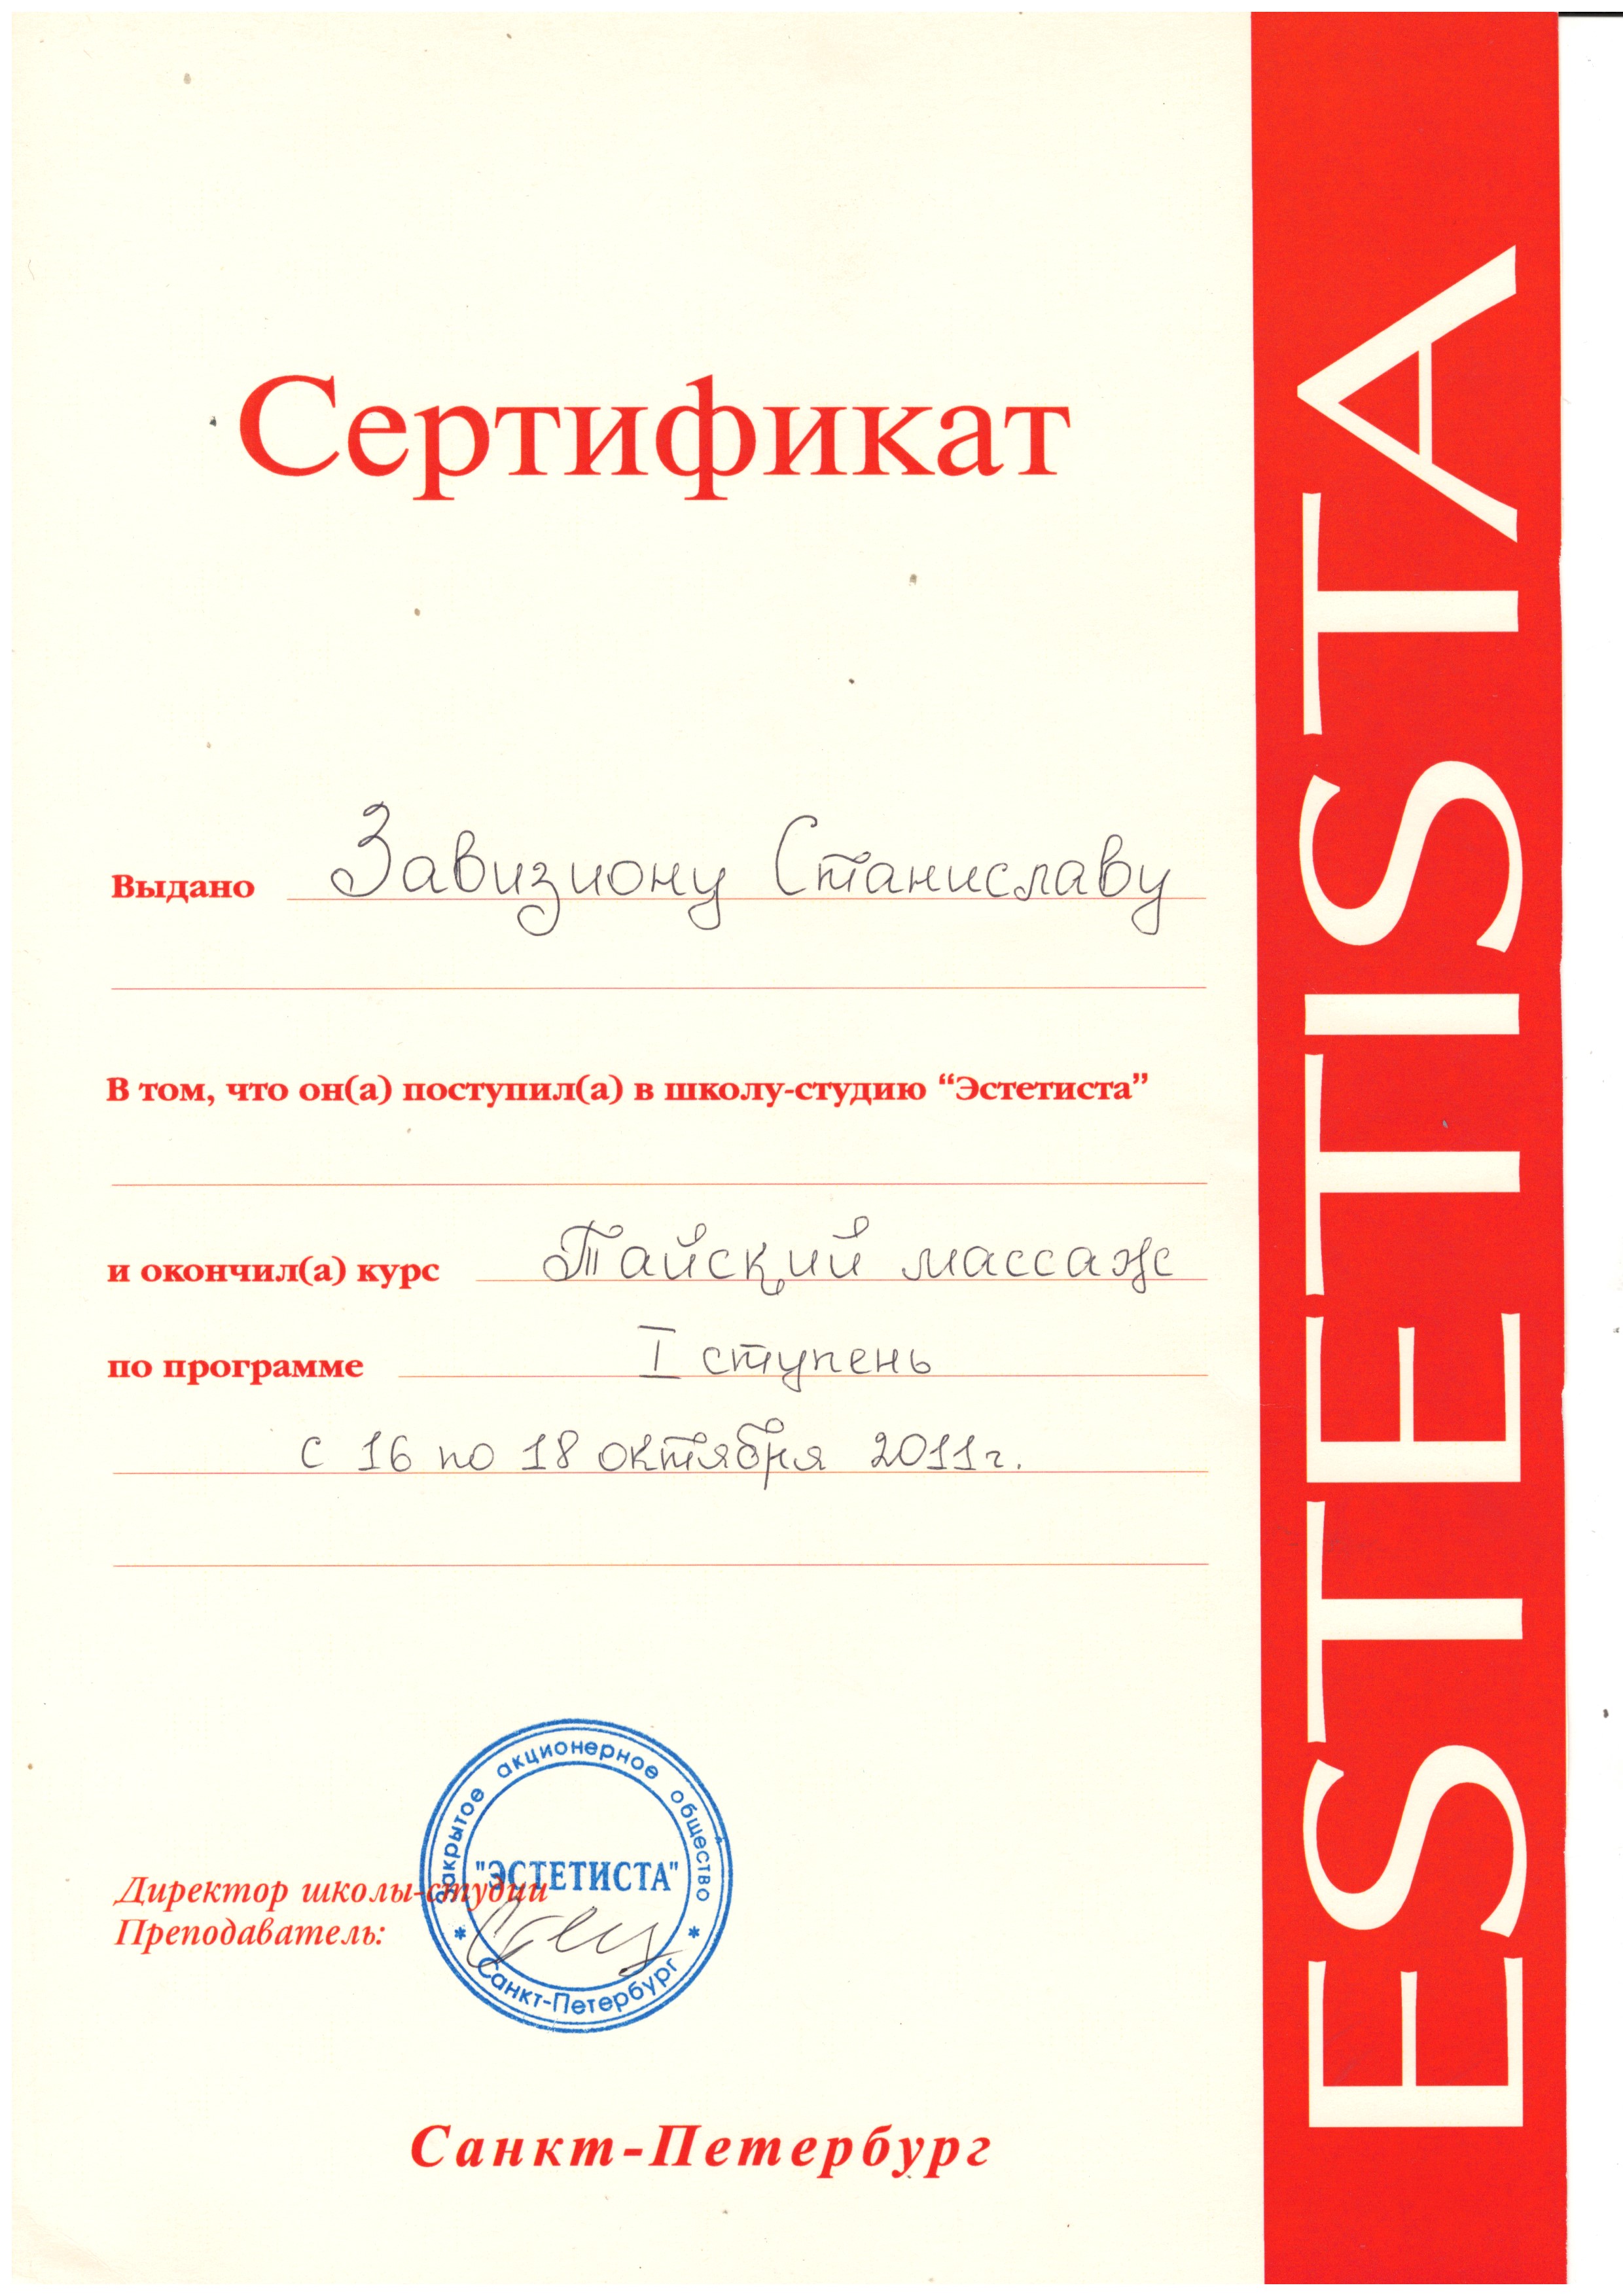 Сертификат
Выдано Завизиону Станиславу
В том, что он(а) поступил(а) в школу-студию “Эстетиста”
и окончил(а) курс Тайский массаж
по программе I ступень
с 16 по 18 октября 2011г.
Закрытое акционерное общество
"ЭСТЕТИСТА"
Директор школы-студии
Преподаватель:
* Санкт-Петербург *
Санкт-Петербург
ESTETISTA